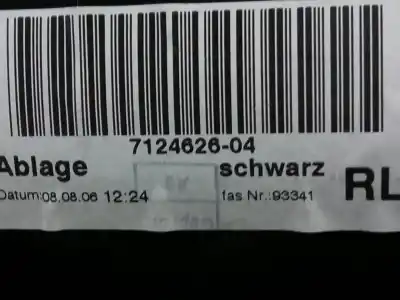 7124626-04
Ablage schwarz RL
Datum:08.08.06 12:24 fas Nr.:93341